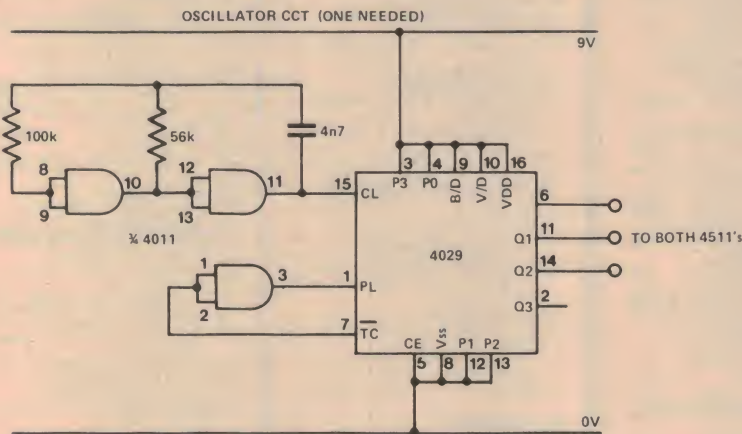 OSCILLATOR CCT (ONE NEEDED)
9V
100k
56k
4n7
8
9
10
12
13
11
15
3
4
9
10
16
P3
P0
B/D
V/D
VDD
CL
6
Q1
11
TO BOTH 4511's
¾ 4011
4029
Q2
14
1
2
3
1
PL
Q3
2
7
TC
CE
Vss
P1
P2
5
8
12
13
0V